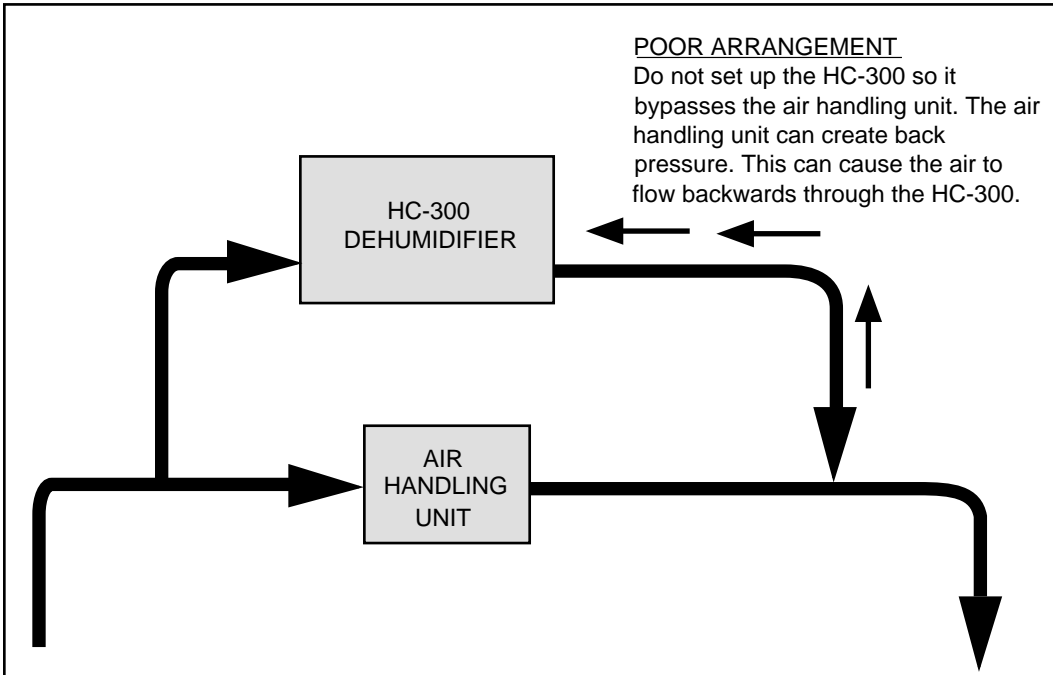 POOR ARRANGEMENT
Do not set up the HC-300 so it
bypasses the air handling unit. The air
handling unit can create back
pressure. This can cause the air to
flow backwards through the HC-300.
HC-300
DEHUMIDIFIER
AIR
HANDLING
UNIT